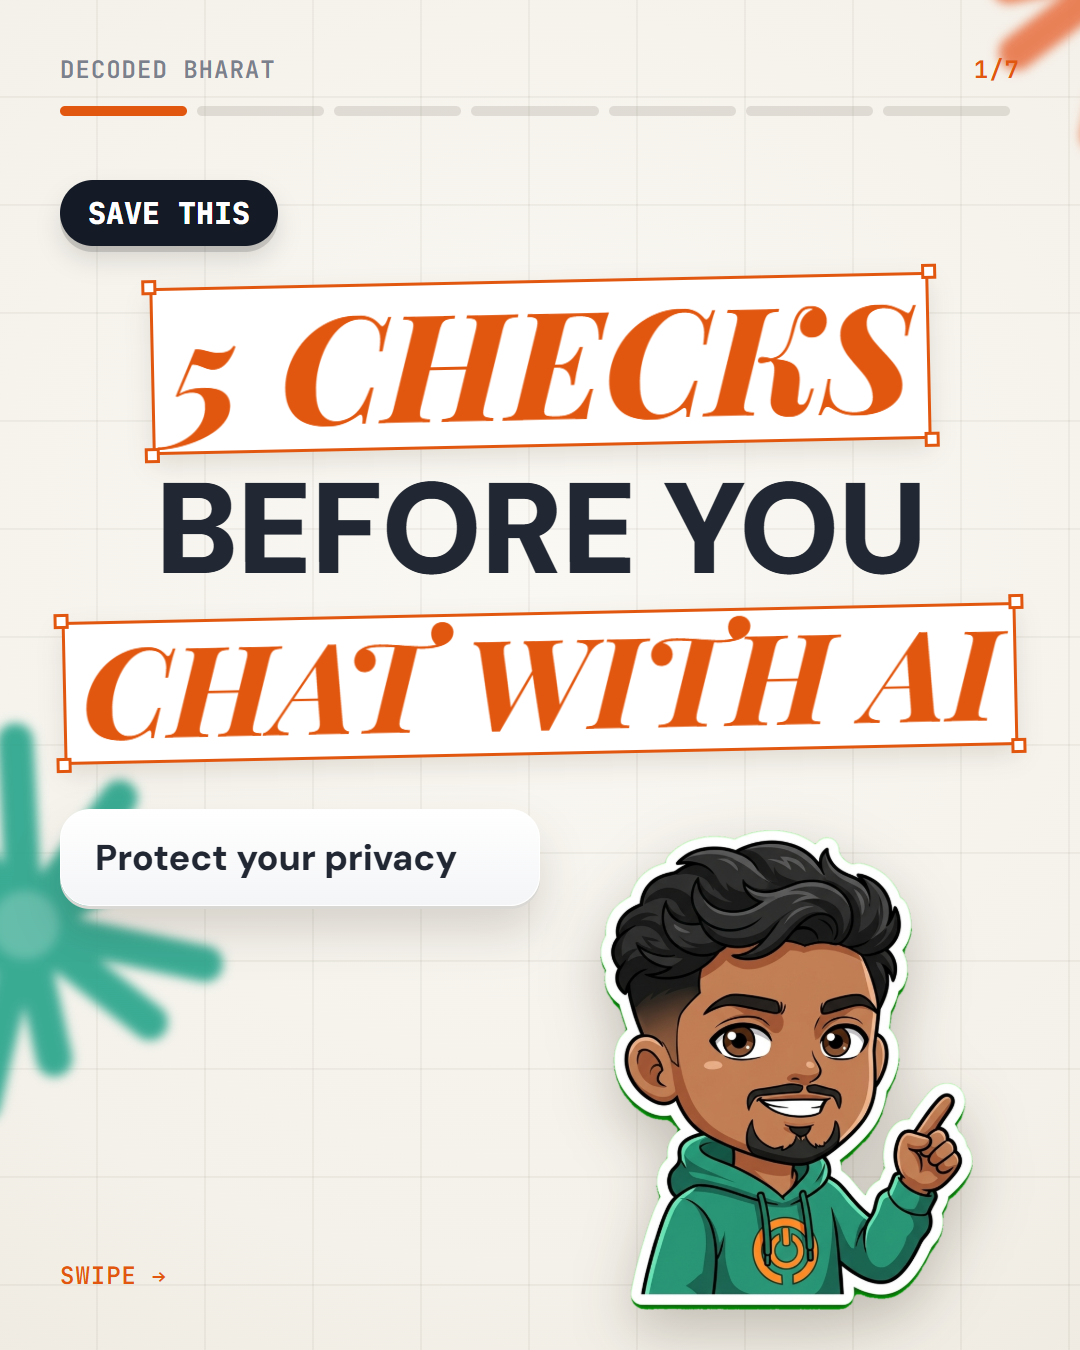 DECODED BHARAT
1/7
SAVE THIS
5 CHECKS
BEFORE YOU
CHAT WITH AI
Protect your privacy
SWIPE →